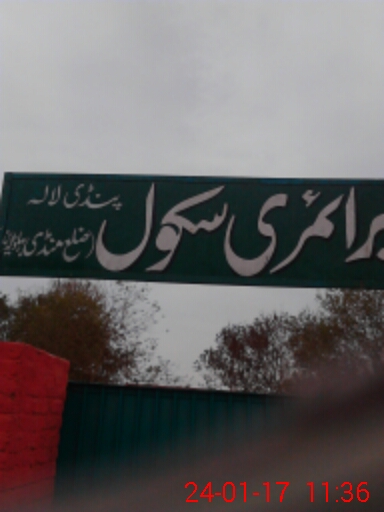 پرائمری سکول
پنڈی لالہ
(ضلع منڈی بہاؤالدین
24-01-17 11:36